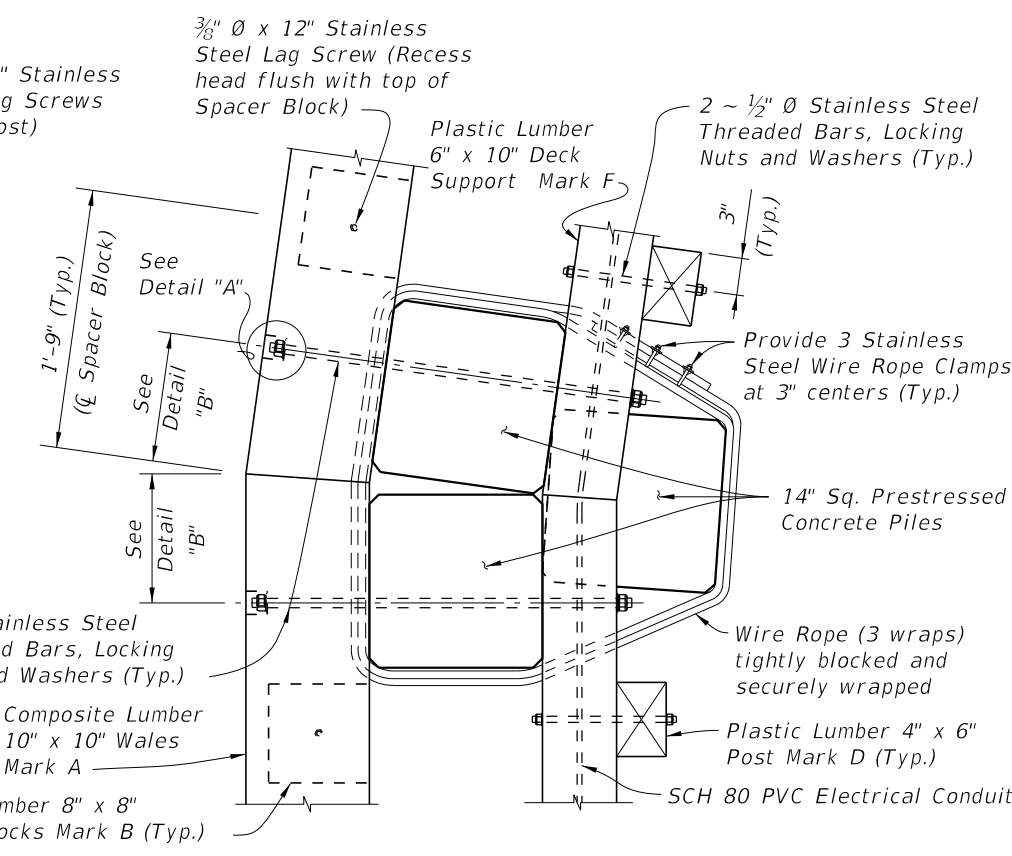 3/8" Ø x 12" Stainless
Steel Lag Screw (Recess
head flush with top of
Spacer Block)
" Stainless
g Screws
ost)
Plastic Lumber
6" x 10" Deck
Support Mark F
2 ~ 1/2" Ø Stainless Steel
Threaded Bars, Locking
Nuts and Washers (Typ.)
3"
(Typ.)
See
Detail "A"
1'-9" (Typ.)
(℄ Spacer Block)
See
Detail
"B"
See
Detail
"B"
Provide 3 Stainless
Steel Wire Rope Clamps
at 3" centers (Typ.)
14" Sq. Prestressed
Concrete Piles
ainless Steel
d Bars, Locking
d Washers (Typ.)
Wire Rope (3 wraps)
tightly blocked and
securely wrapped
Composite Lumber
10" x 10" Wales
Mark A
Plastic Lumber 4" x 6"
Post Mark D (Typ.)
SCH 80 PVC Electrical Conduit
mber 8" x 8"
ocks Mark B (Typ.)